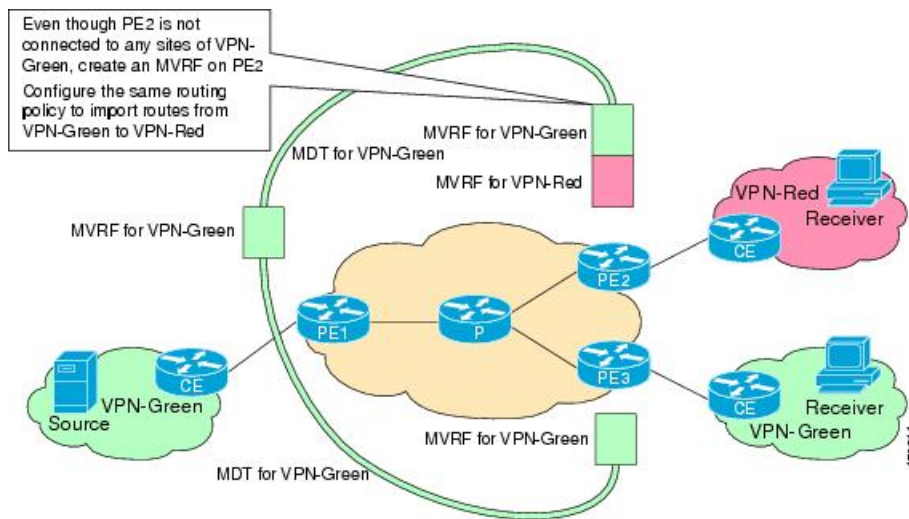 Even though PE2 is not
connected to any sites of VPN-
Green, create an MVRF on PE2
Configure the same routing
policy to import routes from
VPN-Green to VPN-Red
MVRF for VPN-Green
MDT for VPN-Green
MVRF for VPN-Red
VPN-Red
Receiver
CE
MVRF for VPN-Green
PE2
PE1
P
PE3
CE
VPN-Green
Source
CE
Receiver
VPN-Green
MVRF for VPN-Green
MDT for VPN-Green